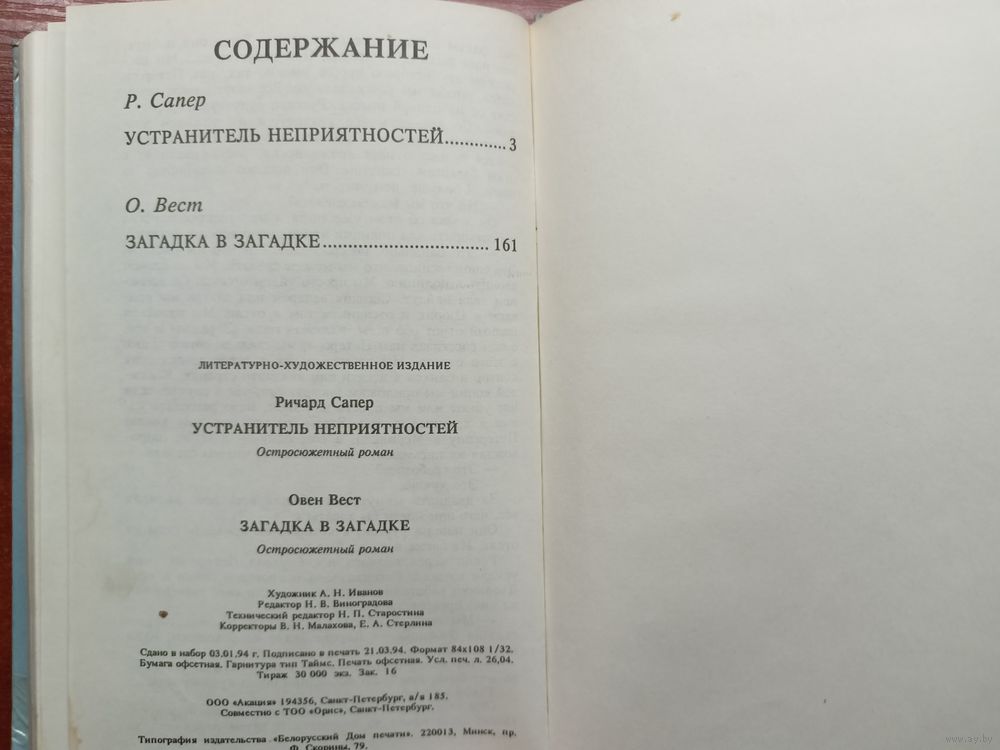 СОДЕРЖАНИЕ
Р. Сапер
УСТРАНИТЕЛЬ НЕПРИЯТНОСТЕЙ............. 3
О. Вест
ЗАГАДКА В ЗАГАДКЕ................................. 161
ЛИТЕРАТУРНО-ХУДОЖЕСТВЕННОЕ ИЗДАНИЕ
Ричард Сапер
УСТРАНИТЕЛЬ НЕПРИЯТНОСТЕЙ
Остросюжетный роман
Овен Вест
ЗАГАДКА В ЗАГАДКЕ
Остросюжетный роман
Художник А. Н. Иванов
Редактор Н. В. Виноградова
Технический редактор Н. П. Старостина
Корректоры В. Н. Малахова, Е. А. Стерлина
Сдано в набор 03.01.94 г. Подписано в печать 21.03.94. Формат 84х108 1/32.
Бумага офсетная. Гарнитура тип Таймс. Печать офсетная. Усл. печ. л. 26,04.
Тираж 30 000 экз. Зак. 16
ООО «Акация» 194356, Санкт-Петербург, а/я 185.
Совместно с ТОО «Орис», Санкт-Петербург.
Типография издательства «Белорусский Дом печати». 220013, Минск, пр.
Ф. Скорины, 79.
www.ay.by